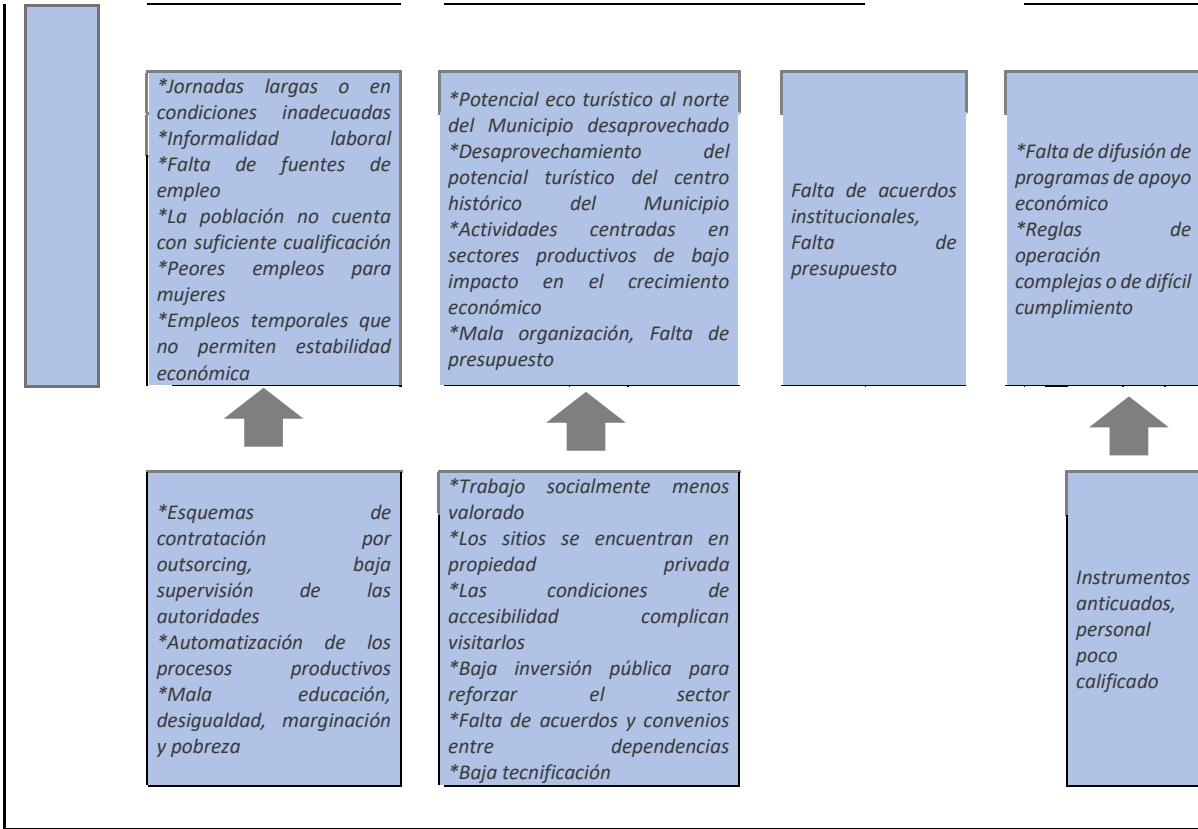 *Jornadas largas o en
condiciones inadecuadas
*Informalidad laboral
*Falta de fuentes de
empleo
*La población no cuenta
con suficiente cualificación
*Peores empleos para
mujeres
*Empleos temporales que
no permiten estabilidad
económica
*Potencial eco turístico al norte
del Municipio desaprovechado
*Desaprovechamiento del
potencial turístico del centro
histórico del Municipio
*Actividades centradas en
sectores productivos de bajo
impacto en el crecimiento
económico
*Mala organización, Falta de
presupuesto
Falta de acuerdos
institucionales,
Falta de
presupuesto
*Falta de difusión de
programas de apoyo
económico
*Reglas de
operación
complejas o de difícil
cumplimiento
*Esquemas de
contratación por
outsorcing, baja
supervisión de las
autoridades
*Automatización de los
procesos productivos
*Mala educación,
desigualdad, marginación
y pobreza
*Trabajo socialmente menos
valorado
*Los sitios se encuentran en
propiedad privada
*Las condiciones de
accesibilidad complican
visitarlos
*Baja inversión pública para
reforzar el sector
*Falta de acuerdos y convenios
entre dependencias
*Baja tecnificación
Instrumentos
anticuados,
personal
poco
calificado